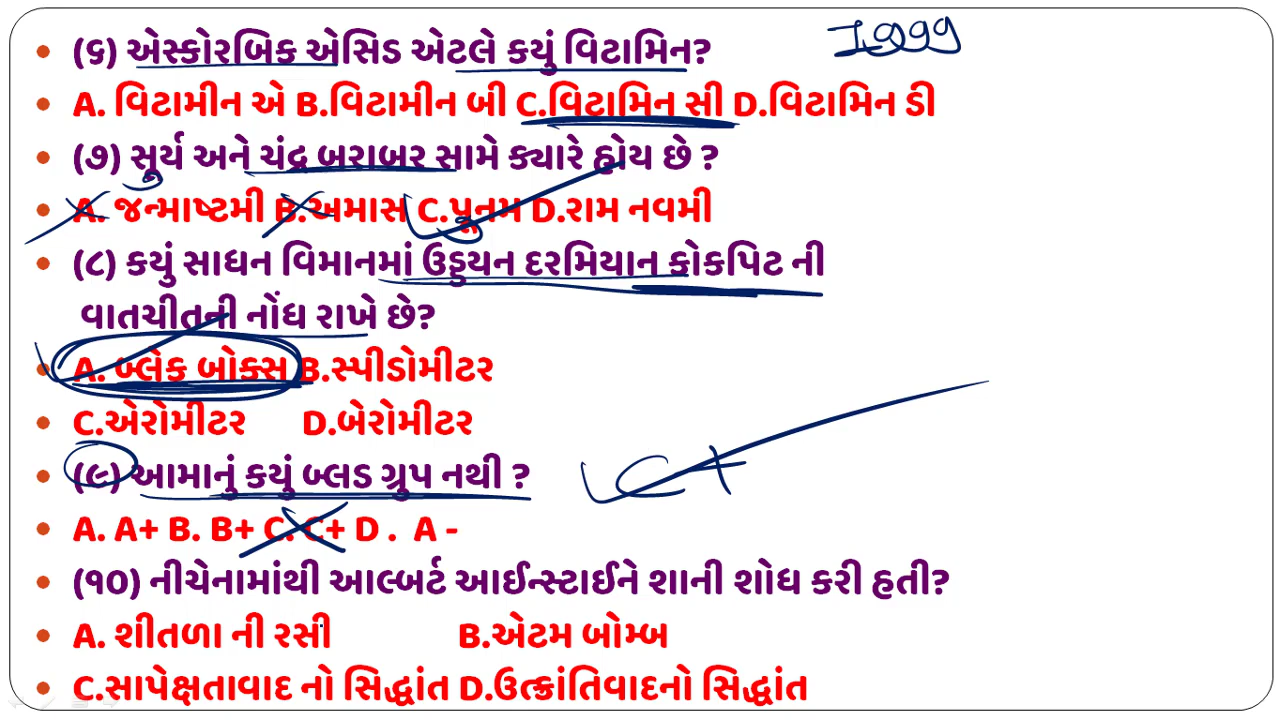 1999
• (૬) એસ્કોરબિક એસિડ એટલે કયું વિટામિન?
• A. વિટામીન એ B.વિટામીન બી C.વિટામિન સી D.વિટામિન ડી
• (૭) સૂર્ય અને ચંદ્ર બરાબર સામે ક્યારે હોય છે ?
• A. જન્માષ્ટમી B.અમાસ C.પૂનમ D.રામ નવમી
• (૮) કયું સાધન વિમાનમાં ઉડ્ડયન દરમિયાન કોકપિટ ની
વાતચીતની નોંધ રાખે છે?
• A. બ્લેક બોક્સ B.સ્પીડોમીટર
• C.એરોમીટર D.બેરોમીટર
• (૯) આમાનું કયું બ્લડ ગ્રુપ નથી ? C+
• A. A+ B. B+ C. C+ D . A -
• (૧૦) નીચેનામાંથી આલ્બર્ટ આઈન્સ્ટાઈને શાની શોધ કરી હતી?
• A. શીતળા ની રસી B.એટમ બોમ્બ
• C.સાપેક્ષતાવાદ નો સિદ્ધાંત D.ઉત્ક્રાંતિવાદનો સિદ્ધાંત